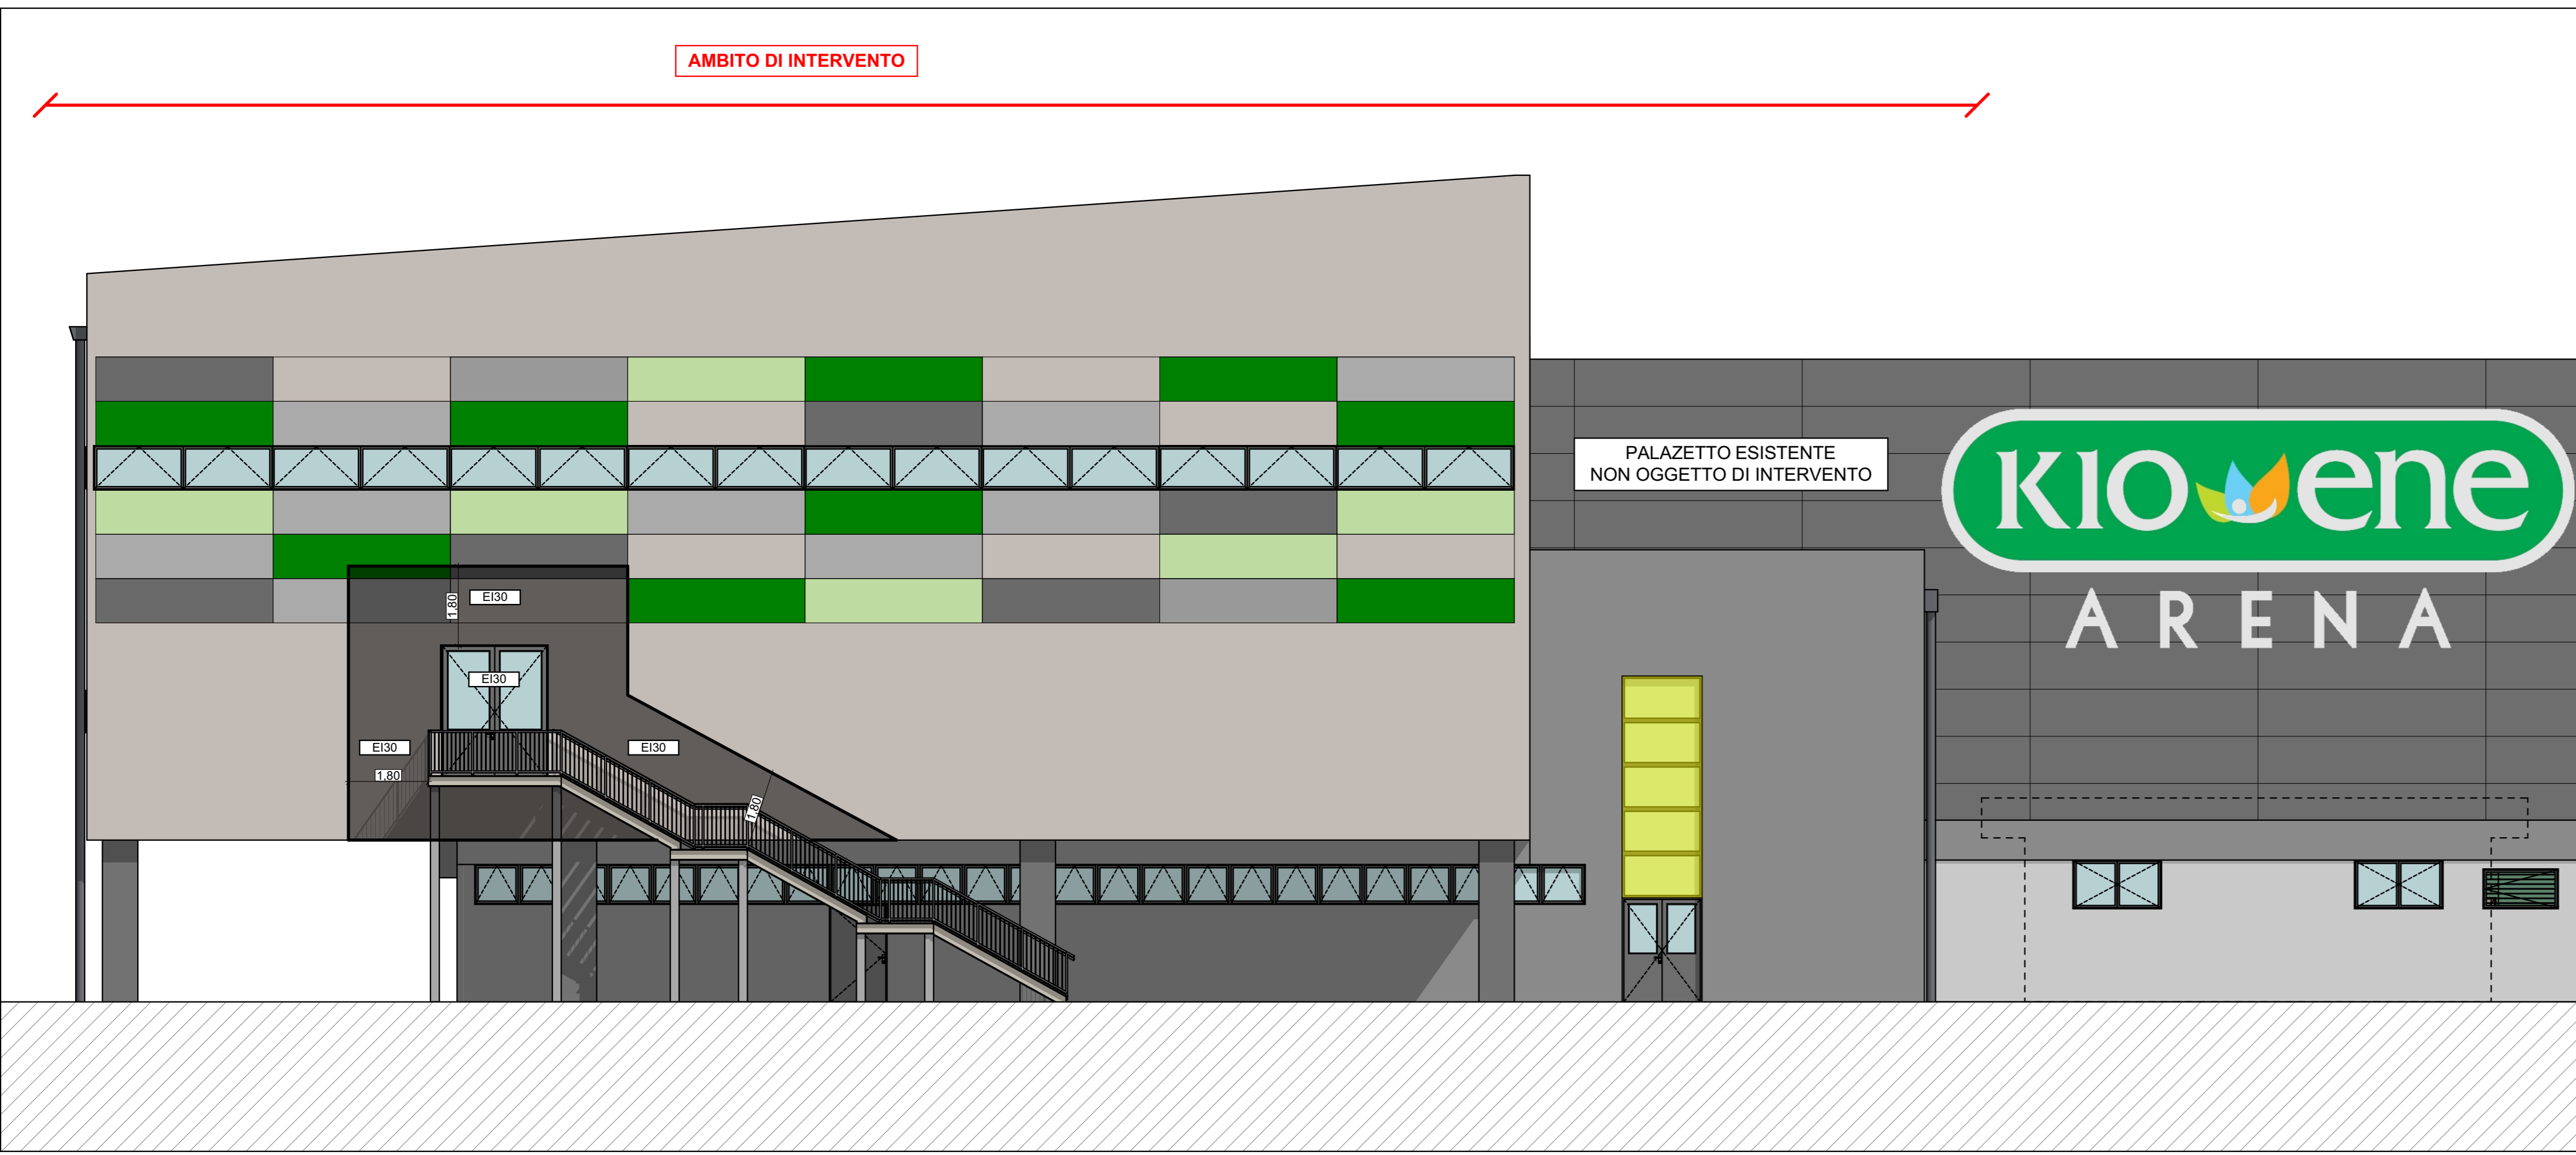 AMBITO DI INTERVENTO
PALAZETTO ESISTENTE
NON OGGETTO DI INTERVENTO
KIOENE
ARENA
1.80
EI30
EI30
EI30
EI30
1.80
1.80